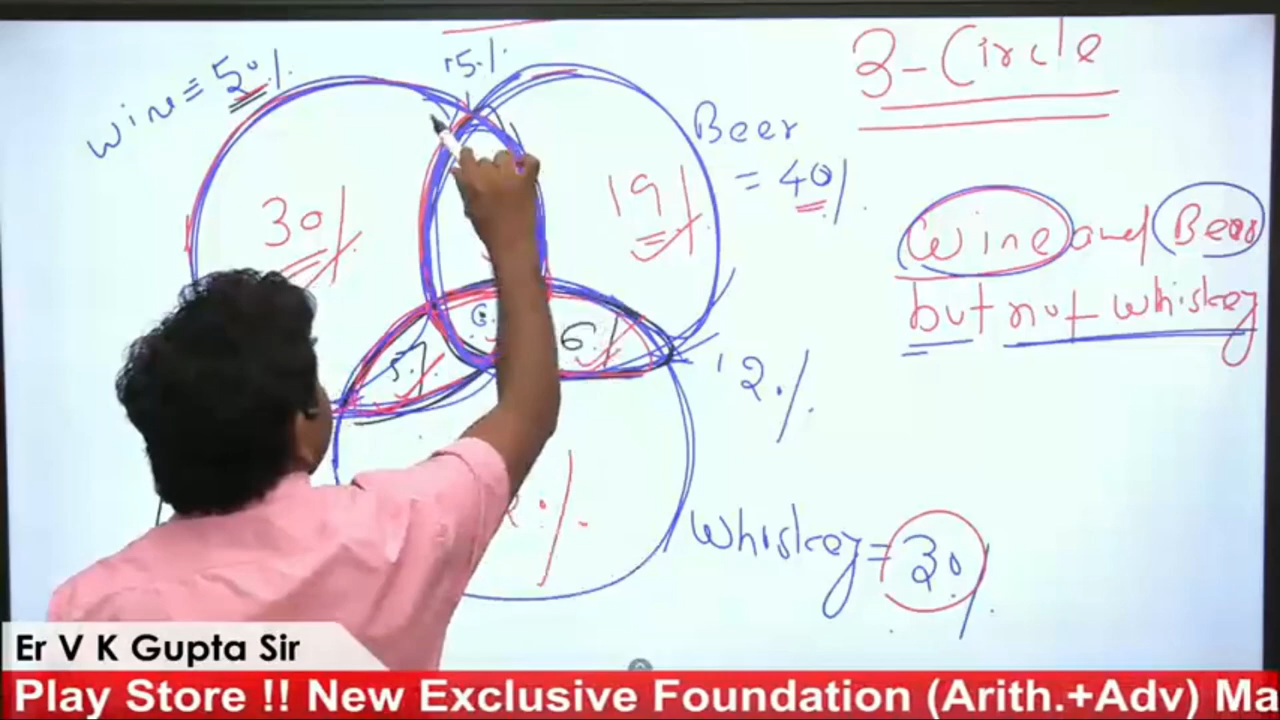 3-Circle
15%
wine = 50%
Beer
= 40%
30%
19%
wine and Beer
but not whiskey
6%
5%
12%
whiskey = 30%
Er V K Gupta Sir
Play Store !! New Exclusive Foundation (Arith.+Adv) Ma